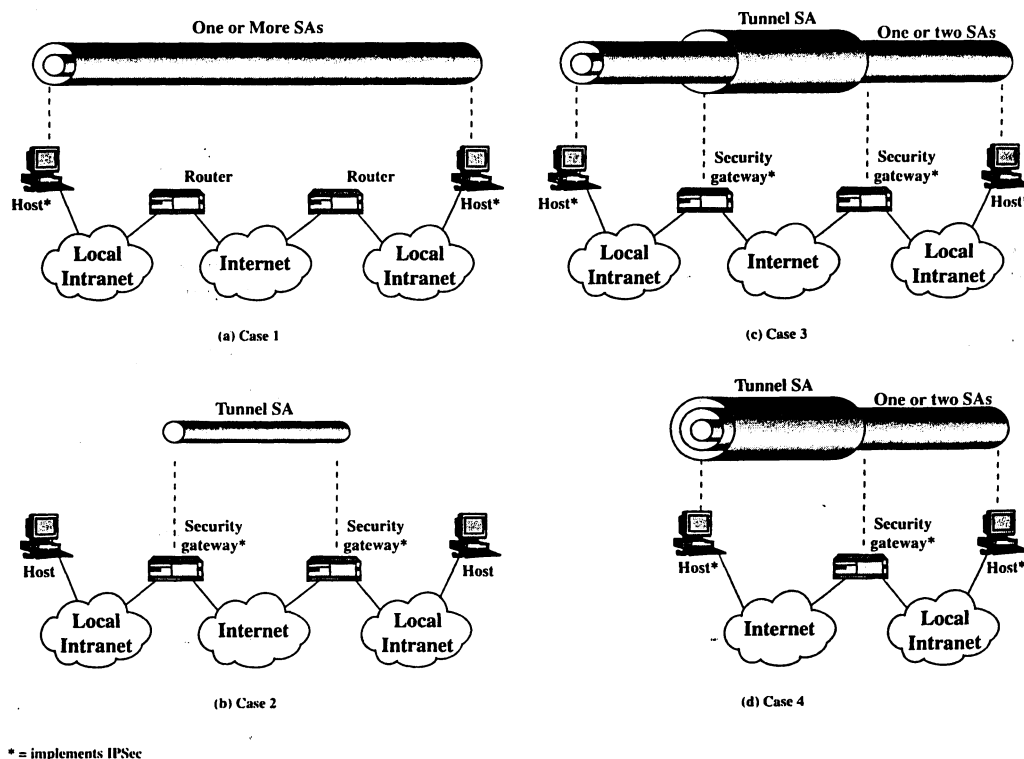 One or More SAs
Router
Router
Host*
Host*
Local
Intranet
Internet
Local
Intranet
(a) Case 1
Tunnel SA
One or two SAs
Security
gateway*
Security
gateway*
Host*
Host*
Local
Intranet
Internet
Local
Intranet
(c) Case 3
Tunnel SA
Security
gateway*
Security
gateway*
Host
Host
Local
Intranet
Internet
Local
Intranet
(b) Case 2
Tunnel SA
One or two SAs
Security
gateway*
Host*
Host*
Internet
Local
Intranet
(d) Case 4
* = implements IPSec